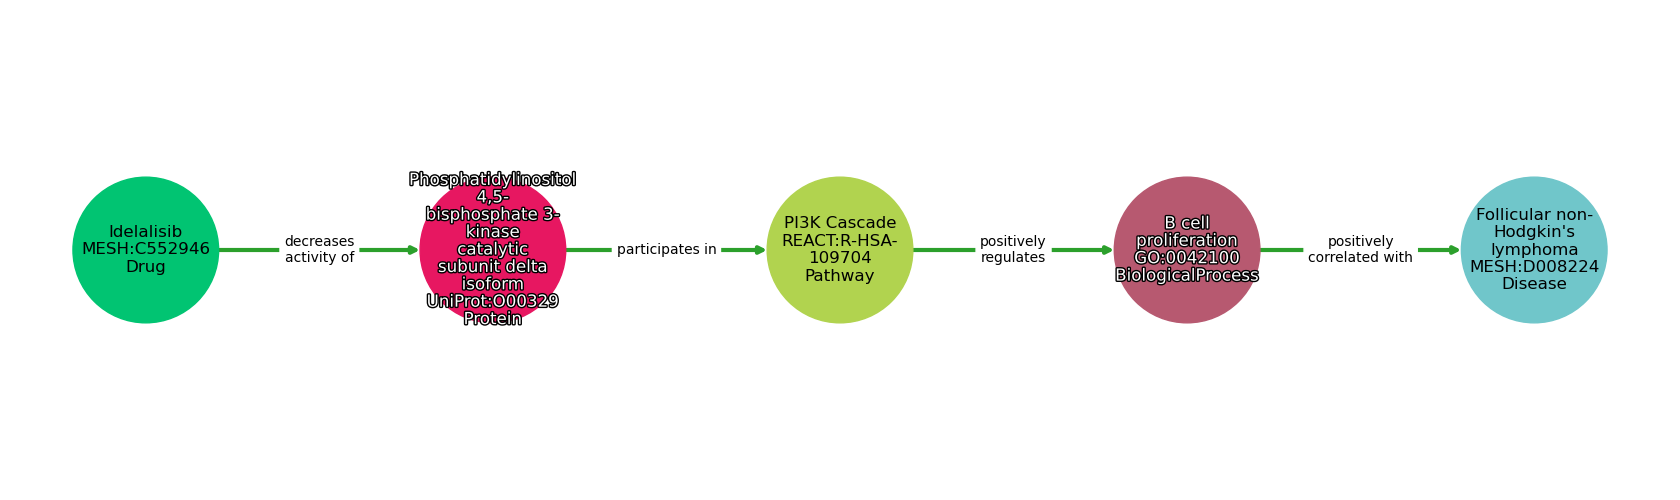 Idelalisib
MESH:C552946
Drug
decreases
activity of
Phosphatidylinositol
4,5-
bisphosphate 3-
kinase
catalytic
subunit delta
isoform
UniProt:O00329
Protein
participates in
PI3K Cascade
REACT:R-HSA-
109704
Pathway
positively
regulates
B cell
proliferation
GO:0042100
BiologicalProcess
positively
correlated with
Follicular non-
Hodgkin's
lymphoma
MESH:D008224
Disease